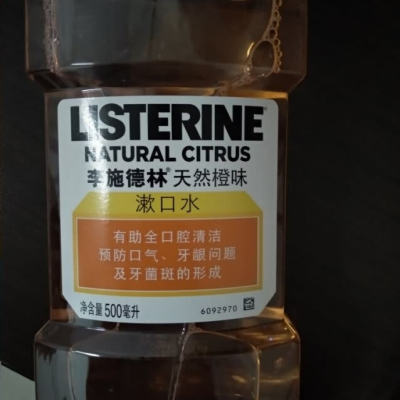 LISTERINE®
NATURAL CITRUS
李施德林®天然橙味
漱口水
有助全口腔清洁
预防口气、牙龈问题
及牙菌斑的形成
净含量500毫升
6092970